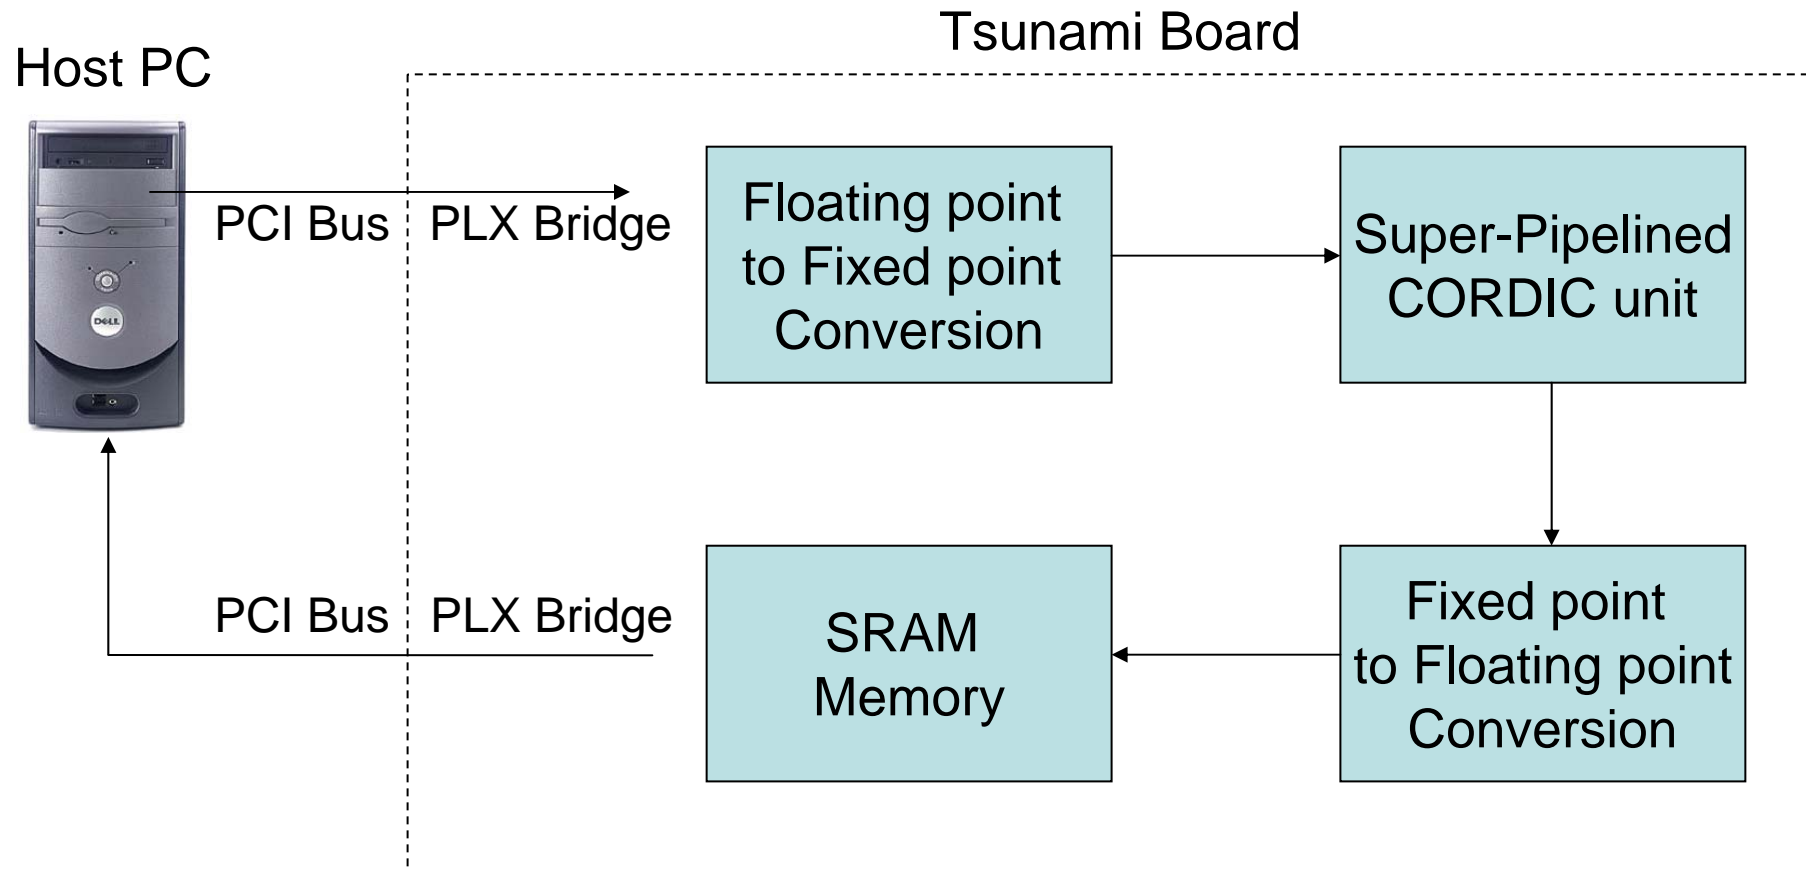 Tsunami Board
Host PC
DELL
PCI Bus
PLX Bridge
Floating point
to Fixed point
Conversion
Super-Pipelined
CORDIC unit
PCI Bus
PLX Bridge
SRAM
Memory
Fixed point
to Floating point
Conversion